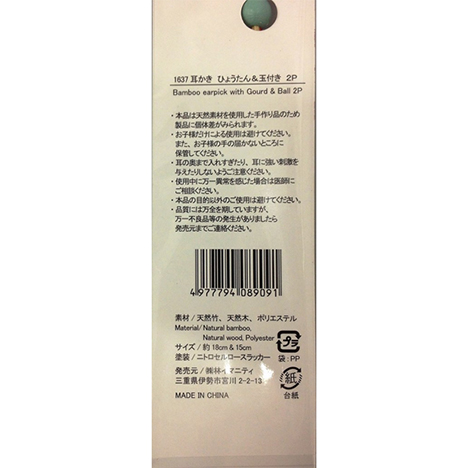 1637 耳かき ひょうたん＆玉付き 2P
Bamboo earpick with Gourd & Ball 2P
・本品は天然素材を使用した手作り品のため
製品に個体差がみられます。
・お子様だけによる使用は避けてください。
また、お子様の手の届かないところに
保管してください。
・耳の奥まで入れすぎたり、耳に強い刺激を
与えたりしないようご注意ください。
・使用中に万一異常を感じた場合は医師に
ご相談ください。
・本品の目的以外のご使用は避けてください。
・品質には万全を期していますが、
万一不良品等の発生がありましたら
発売元までご連絡ください。
4 977794 089091
素材 / 天然竹、天然木、ポリエステル
Material/ Natural bamboo,
Natural wood, Polyester
サイズ / 約18cm & 15cm
塗装 / ニトロセルロースラッカー
プラ
袋:PP
発売元 / ㈱林イマニティ
三重県伊勢市宮川 2-2-13
MADE IN CHINA
紙
台紙